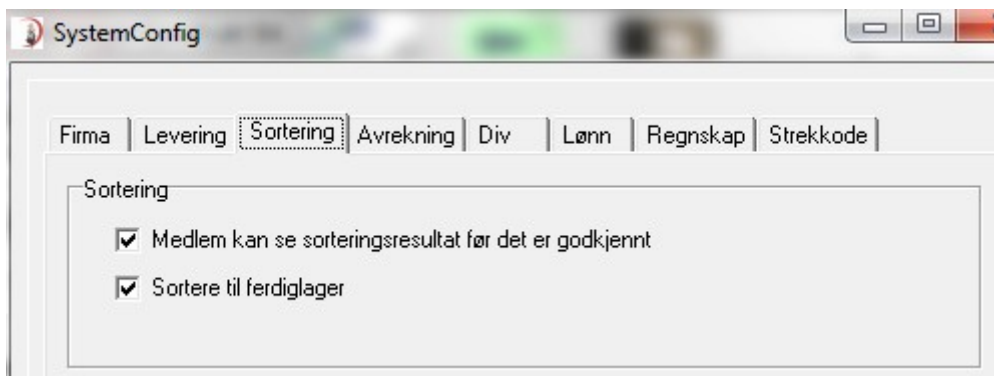 SystemConfig
Firma Levering Sortering Avrekning Div Lønn Regnskap Strekkode
Sortering
Medlem kan se sorteringsresultat før det er godkjennt
Sortere til ferdiglager